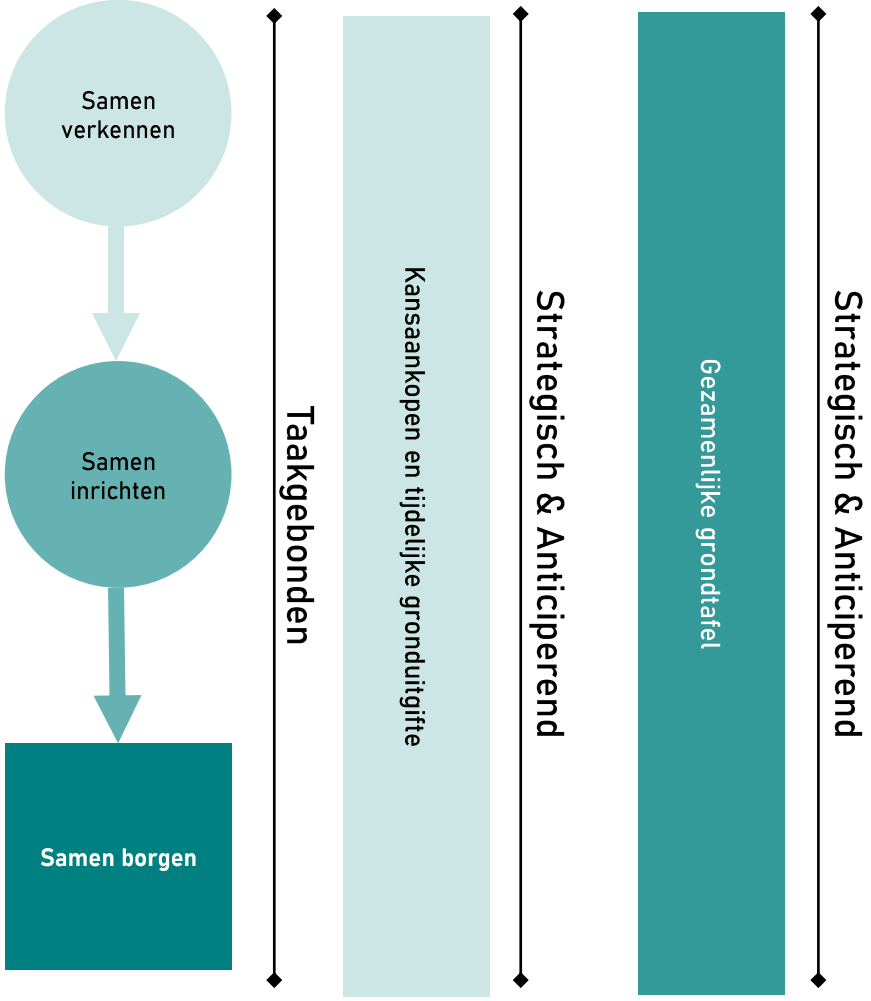 Samen
verkennen
Samen
inrichten
Samen borgen
Taakgebonden
Kansaankopen en tijdelijke gronduitgifte
Strategisch & Anticiperend
Gezamenlijke grondtafel
Strategisch & Anticiperend